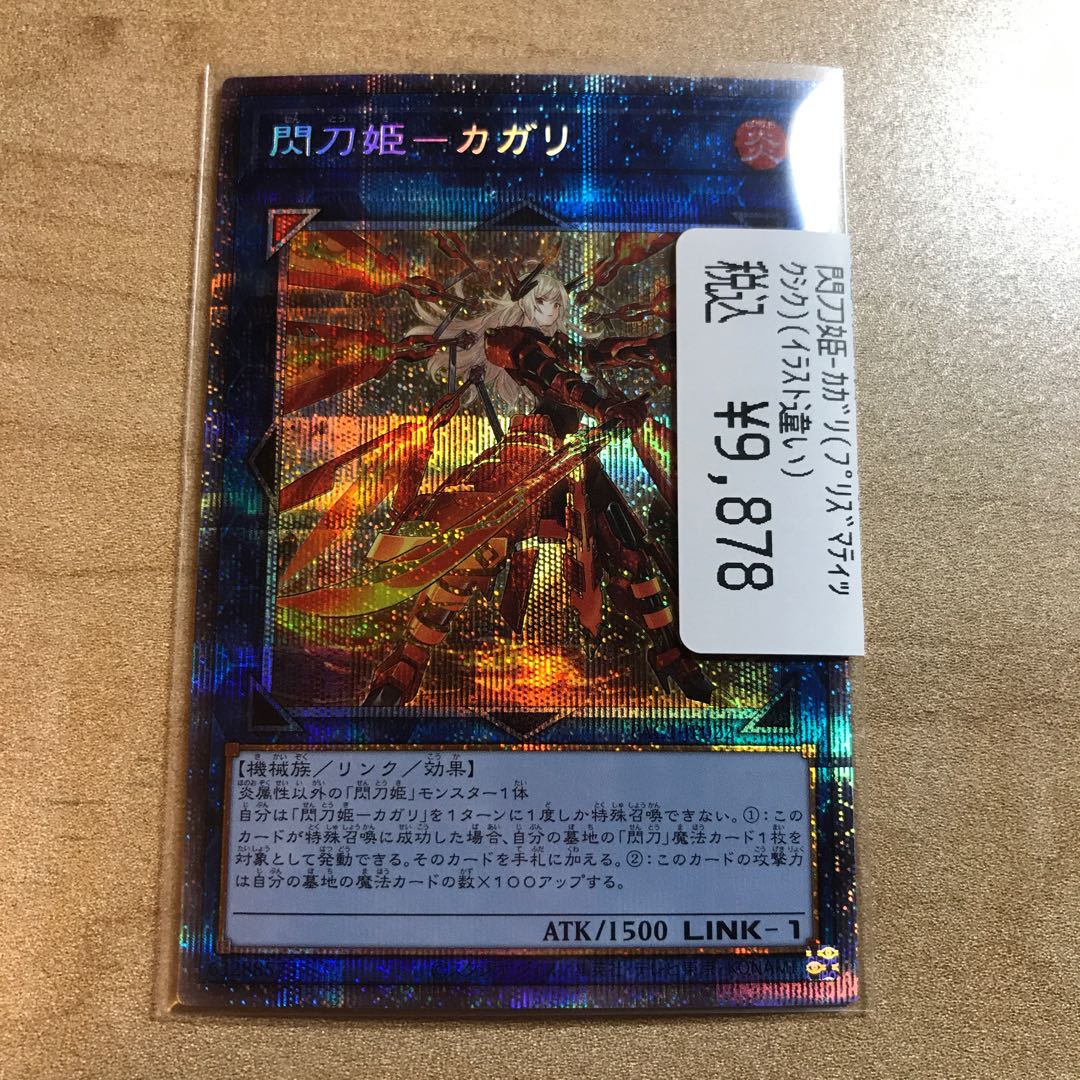 閃刀姫－カガリ
炎
【機械族／リンク／効果】
炎属性以外の「閃刀姫」モンスター1体
自分は「閃刀姫－カガリ」を1ターンに1度しか特殊召喚できない。①：この
カードが特殊召喚に成功した場合、自分の墓地の「閃刀」魔法カード1枚を
対象として発動できる。そのカードを手札に加える。②：このカードの攻撃力
は自分の墓地の魔法カードの数×100アップする。
ATK/1500 LINK-1
KONAMI
閃刀姫-ｶｶﾞﾘ(ﾌﾟﾘｽﾞﾏﾃｨｯ
ｸｼｸ)(ｲﾗｽﾄ違い)
税込 ¥9,878